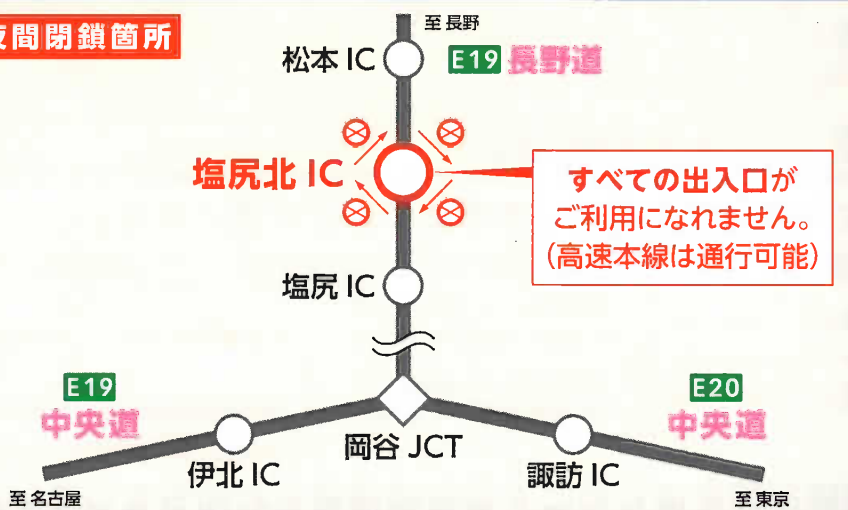 夜間閉鎖箇所
至 長野
松本 IC
E19 長野道
塩尻北 IC
すべての出入口が
ご利用になれません。
(高速本線は通行可能)
塩尻 IC
E19
中央道
E20
中央道
岡谷 JCT
伊北 IC
諏訪 IC
至 名古屋
至 東京